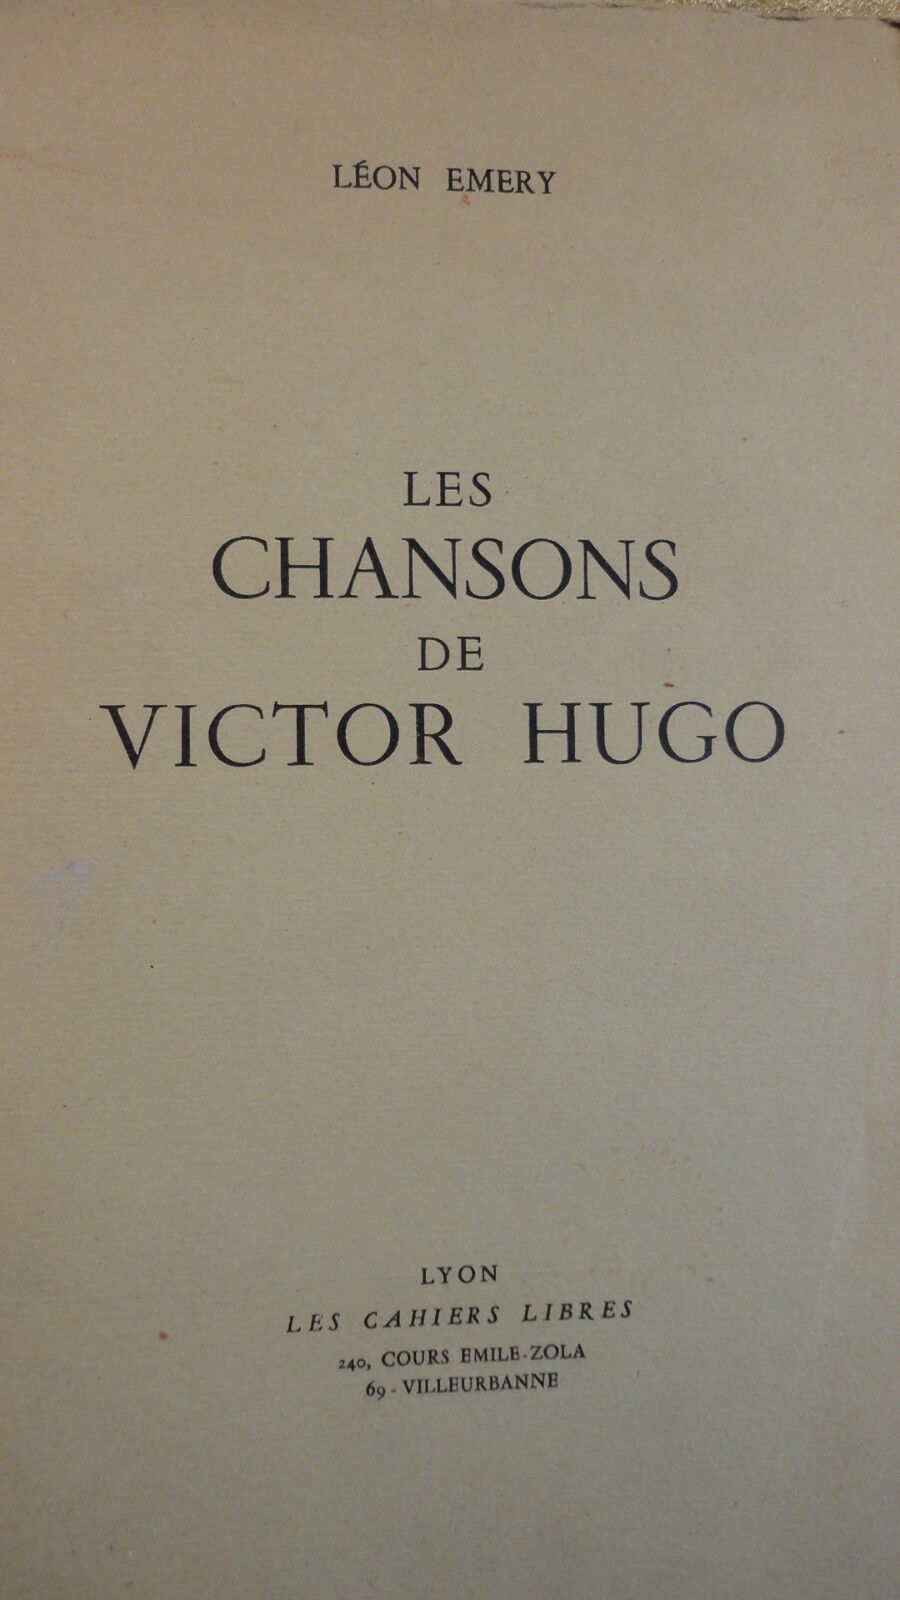 LÉON EMERY
LES
CHANSONS
DE
VICTOR HUGO
LYON
LES CAHIERS LIBRES
240, COURS EMILE-ZOLA
69 - VILLEURBANNE